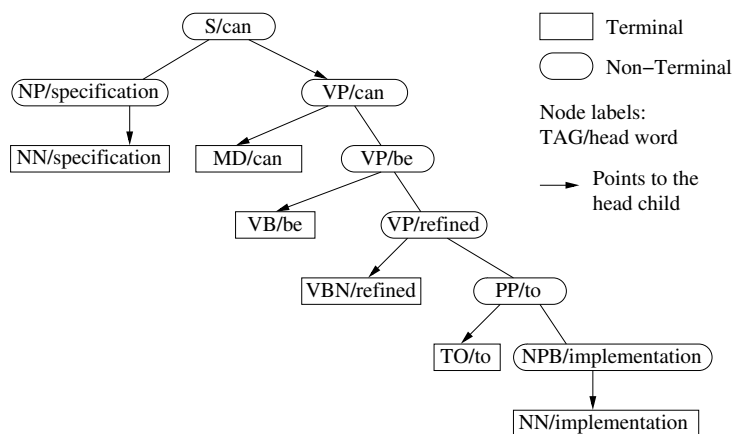 S/can
Terminal
Non−Terminal
NP/specification
VP/can
Node labels:
TAG/head word
NN/specification
MD/can
VP/be
Points to the
head child
VB/be
VP/refined
VBN/refined
PP/to
TO/to
NPB/implementation
NN/implementation